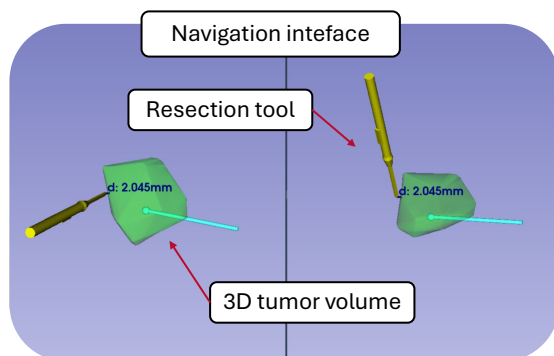 Navigation inteface
Resection tool
d: 2.045mm
d: 2.045mm
3D tumor volume